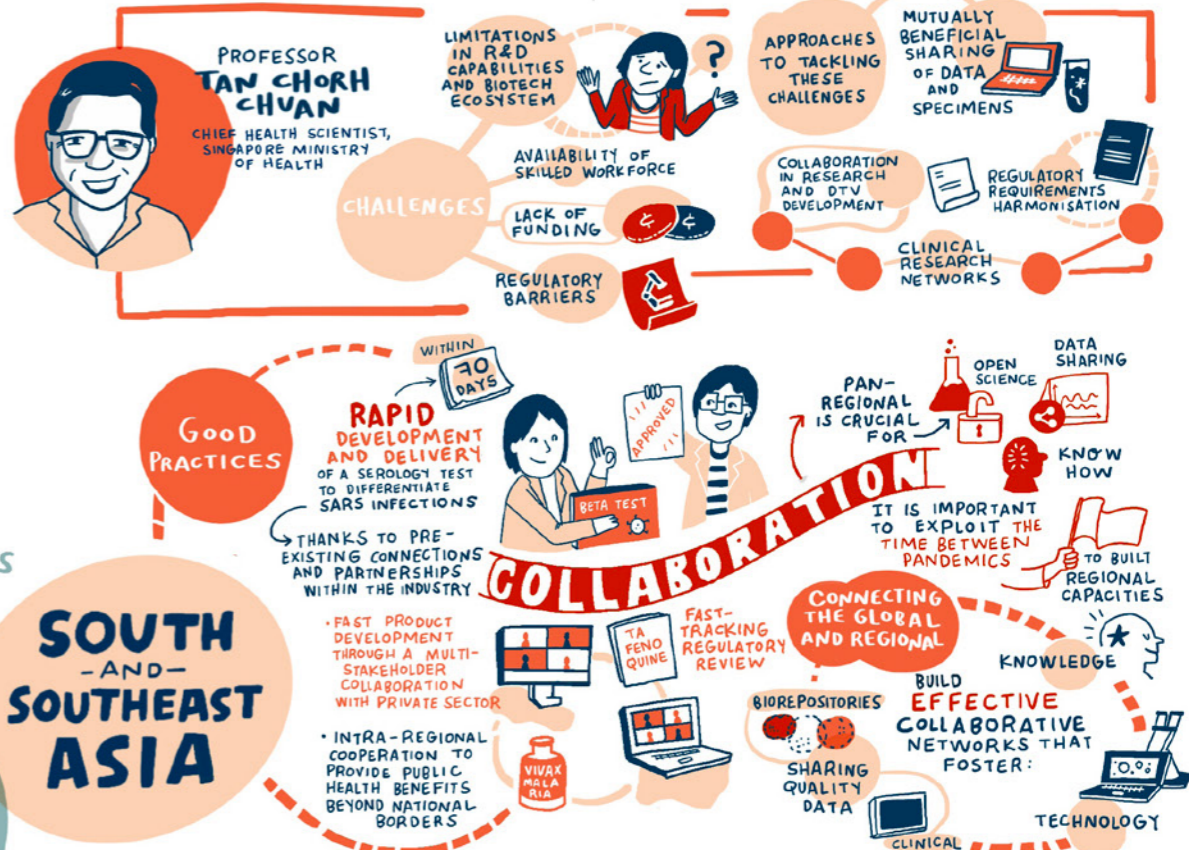 PROFESSOR
TAN CHORH
CHUAN
CHIEF HEALTH SCIENTIST,
SINGAPORE MINISTRY
OF HEALTH
CHALLENGES
LIMITATIONS
IN R&D
CAPABILITIES
AND BIOTECH
ECOSYSTEM
?
AVAILABILITY OF
SKILLED WORKFORCE
LACK OF
FUNDING
¢ ¢
REGULATORY
BARRIERS
APPROACHES
TO TACKLING
THESE
CHALLENGES
MUTUALLY
BENEFICIAL
SHARING
OF DATA
AND
SPECIMENS
COLLABORATION
IN RESEARCH
AND DTV
DEVELOPMENT
REGULATORY
REQUIREMENTS
HARMONISATION
CLINICAL
RESEARCH
NETWORKS
SOUTH
-AND-
SOUTHEAST
ASIA
S
GOOD
PRACTICES
WITHIN
70
DAYS
RAPID
DEVELOPMENT
AND DELIVERY
OF A SEROLOGY TEST
TO DIFFERENTIATE
SARS INFECTIONS
THANKS TO PRE-
EXISTING CONNECTIONS
AND PARTNERSHIPS
WITHIN THE INDUSTRY
BETA TEST
APPROVED
COLLABORATION
PAN-
REGIONAL
IS CRUCIAL
FOR
OPEN
SCIENCE
DATA
SHARING
KNOW
HOW
IT IS IMPORTANT
TO EXPLOIT THE
TIME BETWEEN
PANDEMICS
TO BUILT
REGIONAL
CAPACITIES
• FAST PRODUCT
DEVELOPMENT
THROUGH A MULTI-
STAKEHOLDER
COLLABORATION
WITH PRIVATE SECTOR
TA
FENO
QUINE
FAST-
TRACKING
REGULATORY
REVIEW
• INTRA-REGIONAL
COOPERATION TO
PROVIDE PUBLIC
HEALTH BENEFITS
BEYOND NATIONAL
BORDERS
VIVAX
MALA
RIA
CONNECTING
THE GLOBAL
AND REGIONAL
BUILD
EFFECTIVE
COLLABORATIVE
NETWORKS THAT
FOSTER:
KNOWLEDGE
TECHNOLOGY
BIOREPOSITORIES
SHARING
QUALITY
DATA
CLINICAL